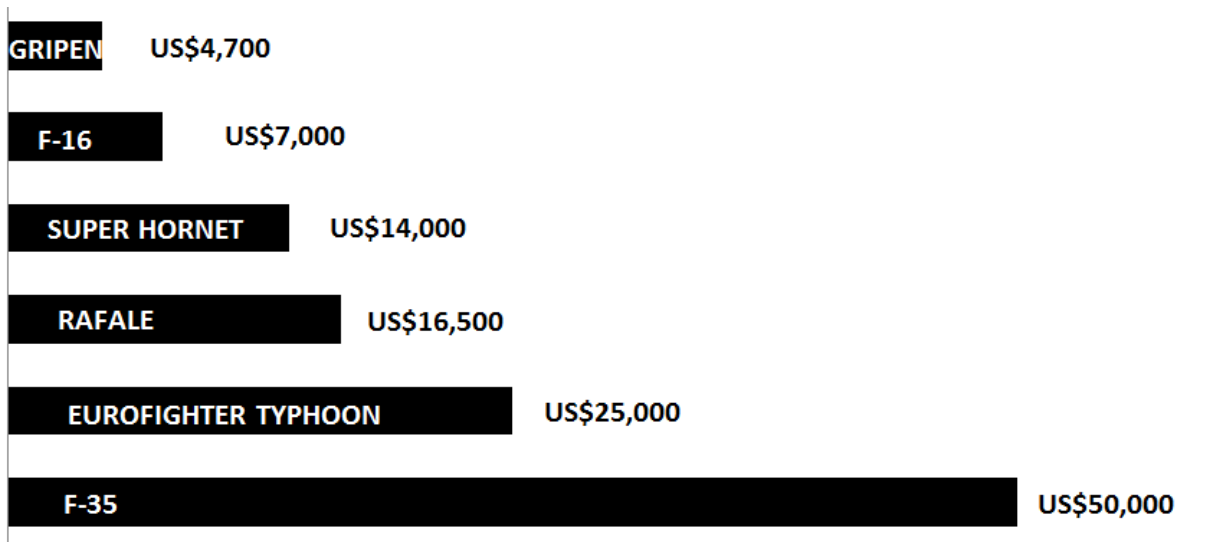 GRIPEN US$4,700
F-16 US$7,000
SUPER HORNET US$14,000
RAFALE US$16,500
EUROFIGHTER TYPHOON US$25,000
F-35 US$50,000